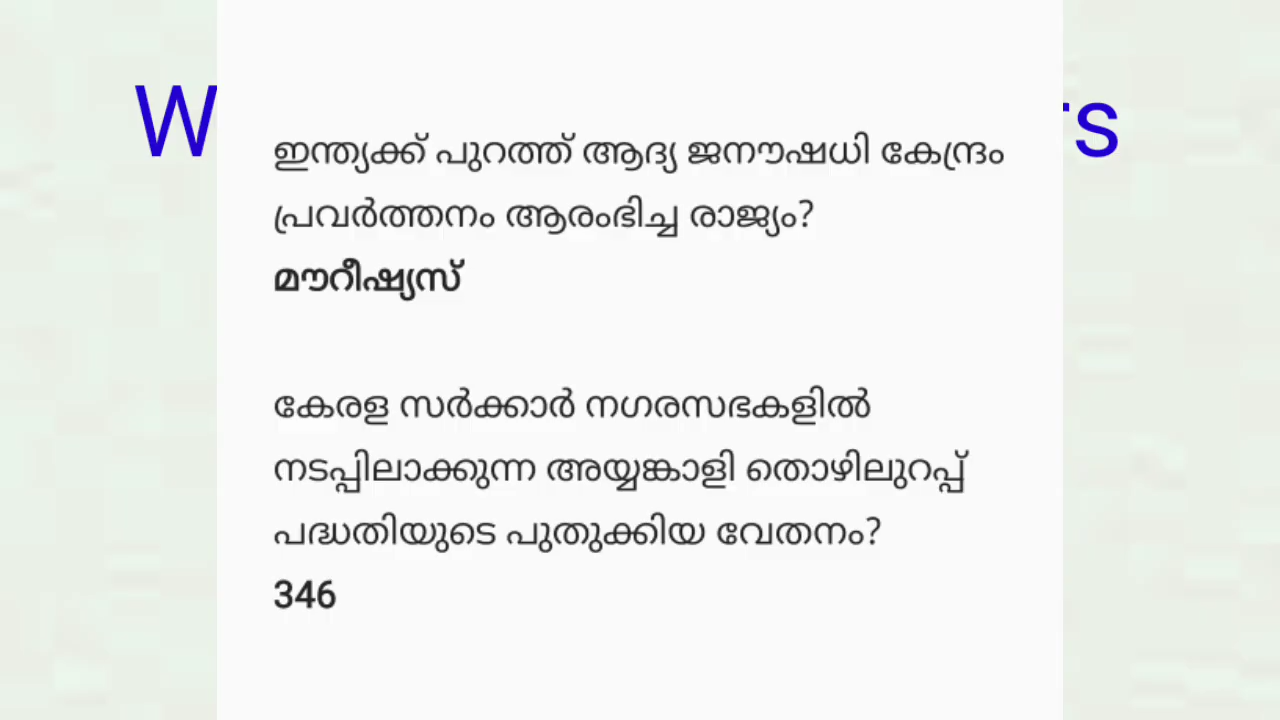 ഇന്ത്യക്ക് പുറത്ത് ആദ്യ ജനൗഷധി കേന്ദ്രം
പ്രവർത്തനം ആരംഭിച്ച രാജ്യം?
മൗറീഷ്യസ്
കേരള സർക്കാർ നഗരസഭകളിൽ
നടപ്പിലാക്കുന്ന അയ്യങ്കാളി തൊഴിലുറപ്പ്
പദ്ധതിയുടെ പുതുക്കിയ വേതനം?
346